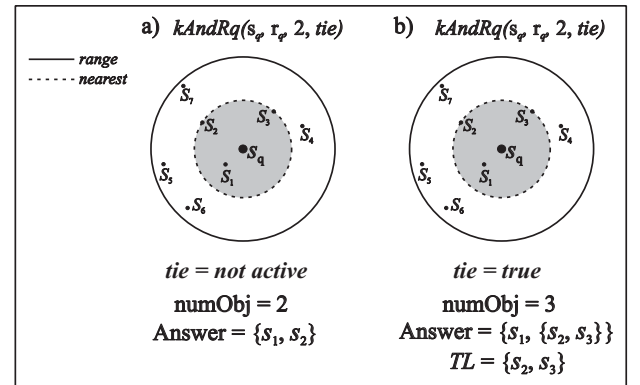 a) kAndRq(s_q, r_q, 2, tie)
b) kAndRq(s_q, r_q, 2, tie)
range
nearest
S₇
S₂
S₃
S₄
S_q
S₅
S₁
S₆
S₇
S₂
S₃
S₄
S_q
S₅
S₁
S₆
tie = not active
numObj = 2
Answer = {s₁, s₂}
tie = true
numObj = 3
Answer = {s₁, {s₂, s₃}}
TL = {s₂, s₃}